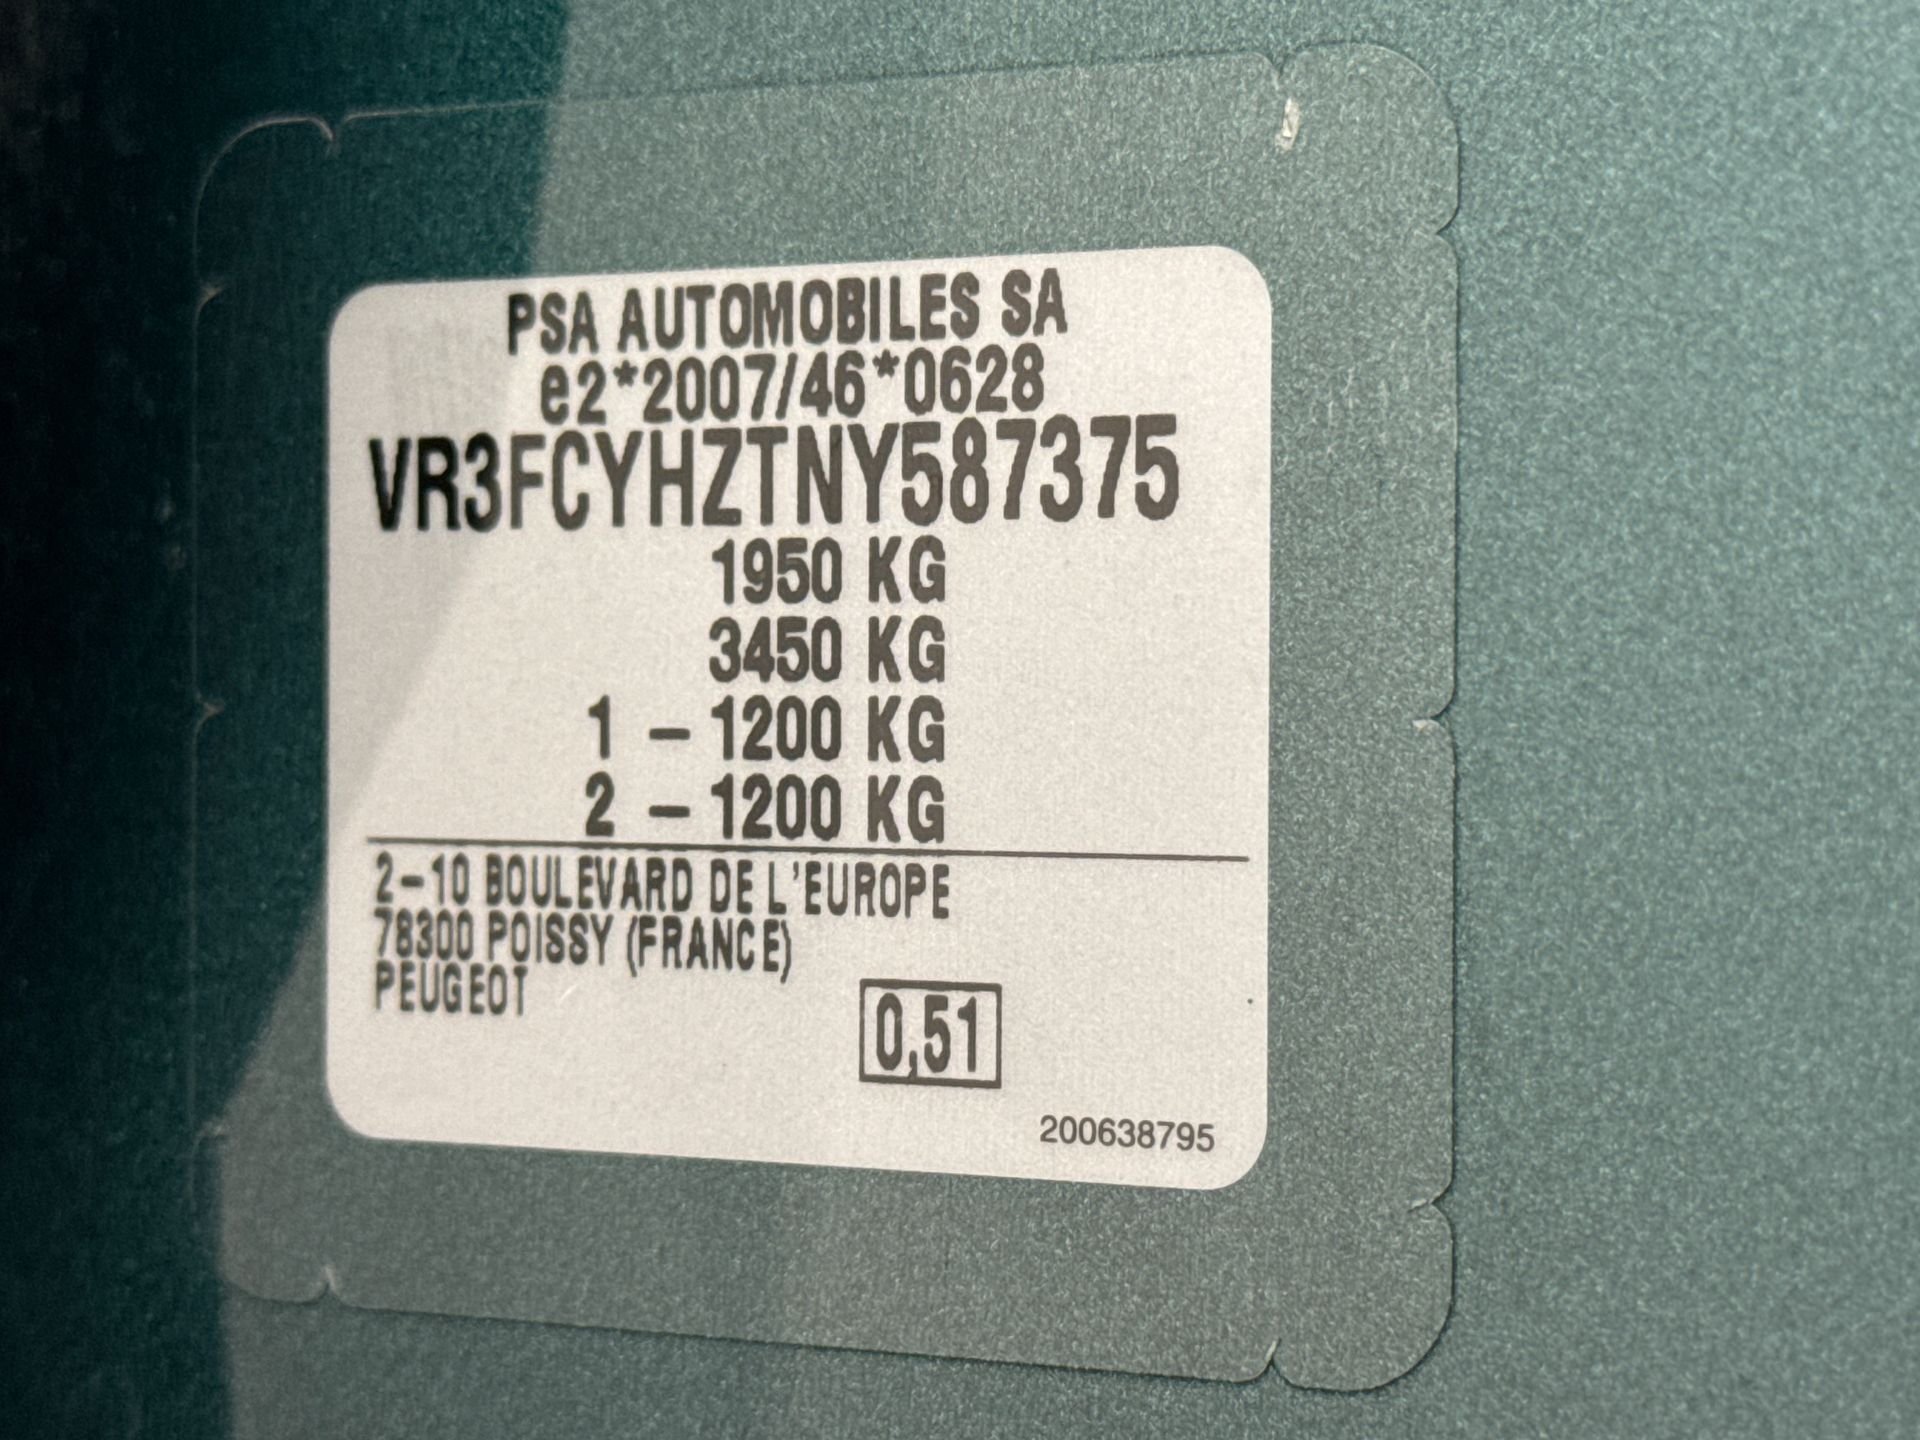 PSA AUTOMOBILES SA
e2*2007/46*0628
VR3FCYHZTNY587375
1950 KG
3450 KG
1 – 1200 KG
2 – 1200 KG
2–10 BOULEVARD DE L'EUROPE
78300 POISSY (FRANCE)
PEUGEOT
0,51
200638795